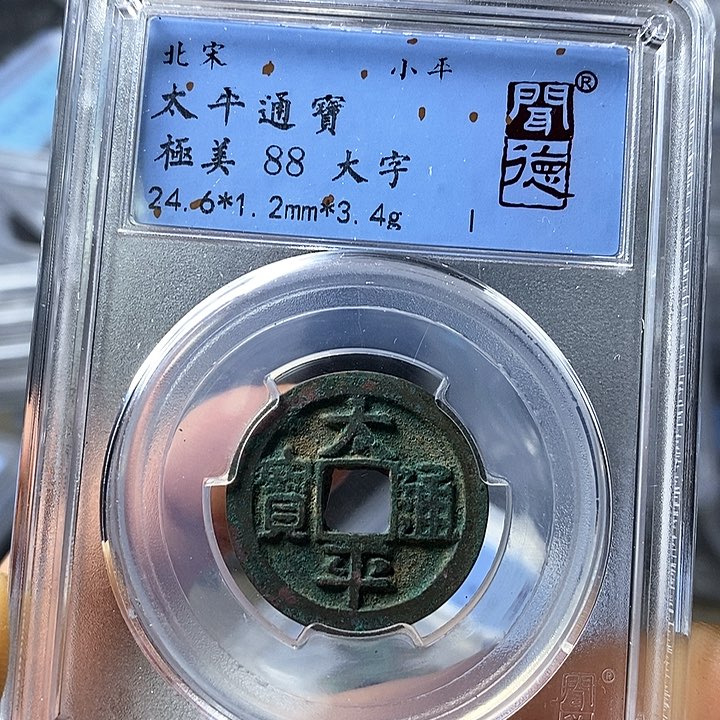 北宋 小平
太平通寶
極美 88 大字
24.6*1.2mm*3.4g
聞德®
太平通寶
聞